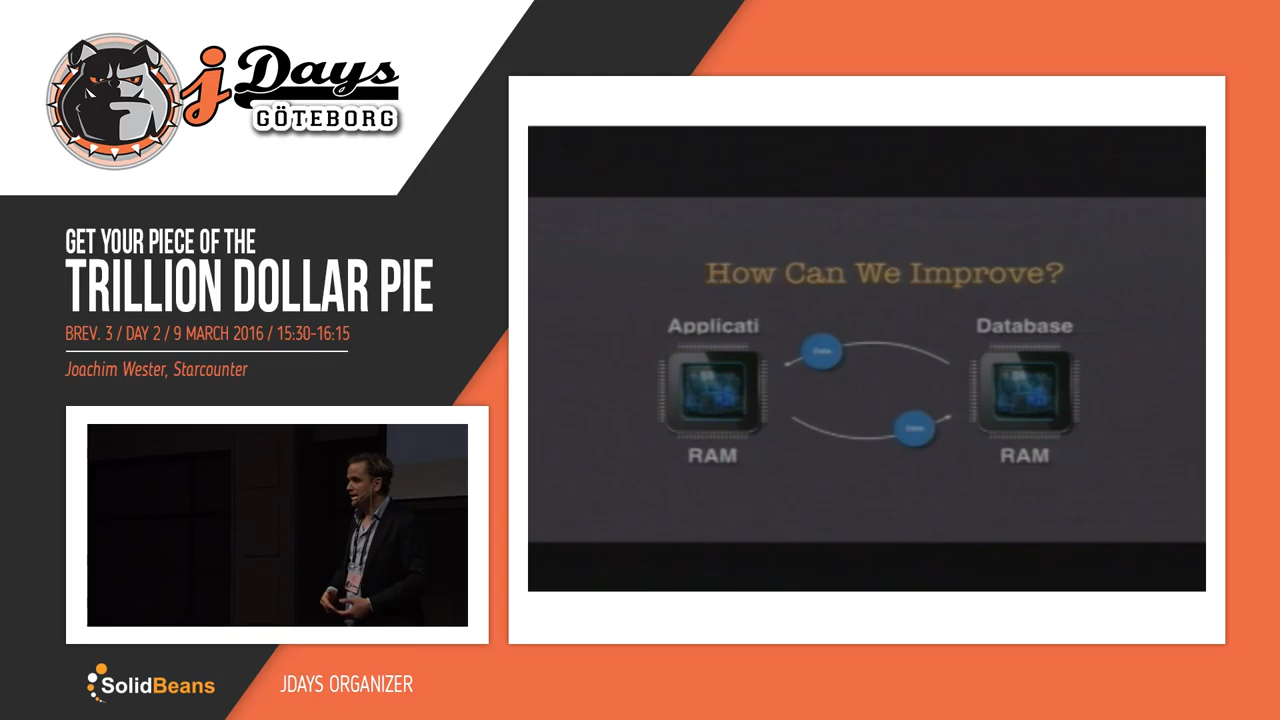 jDays
GÖTEBORG
GET YOUR PIECE OF THE
TRILLION DOLLAR PIE
BREV. 3 / DAY 2 / 9 MARCH 2016 / 15:30-16:15
Joachim Wester, Starcounter
How Can We Improve?
Applicati
Database
RAM
RAM
SolidBeans
JDAYS ORGANIZER